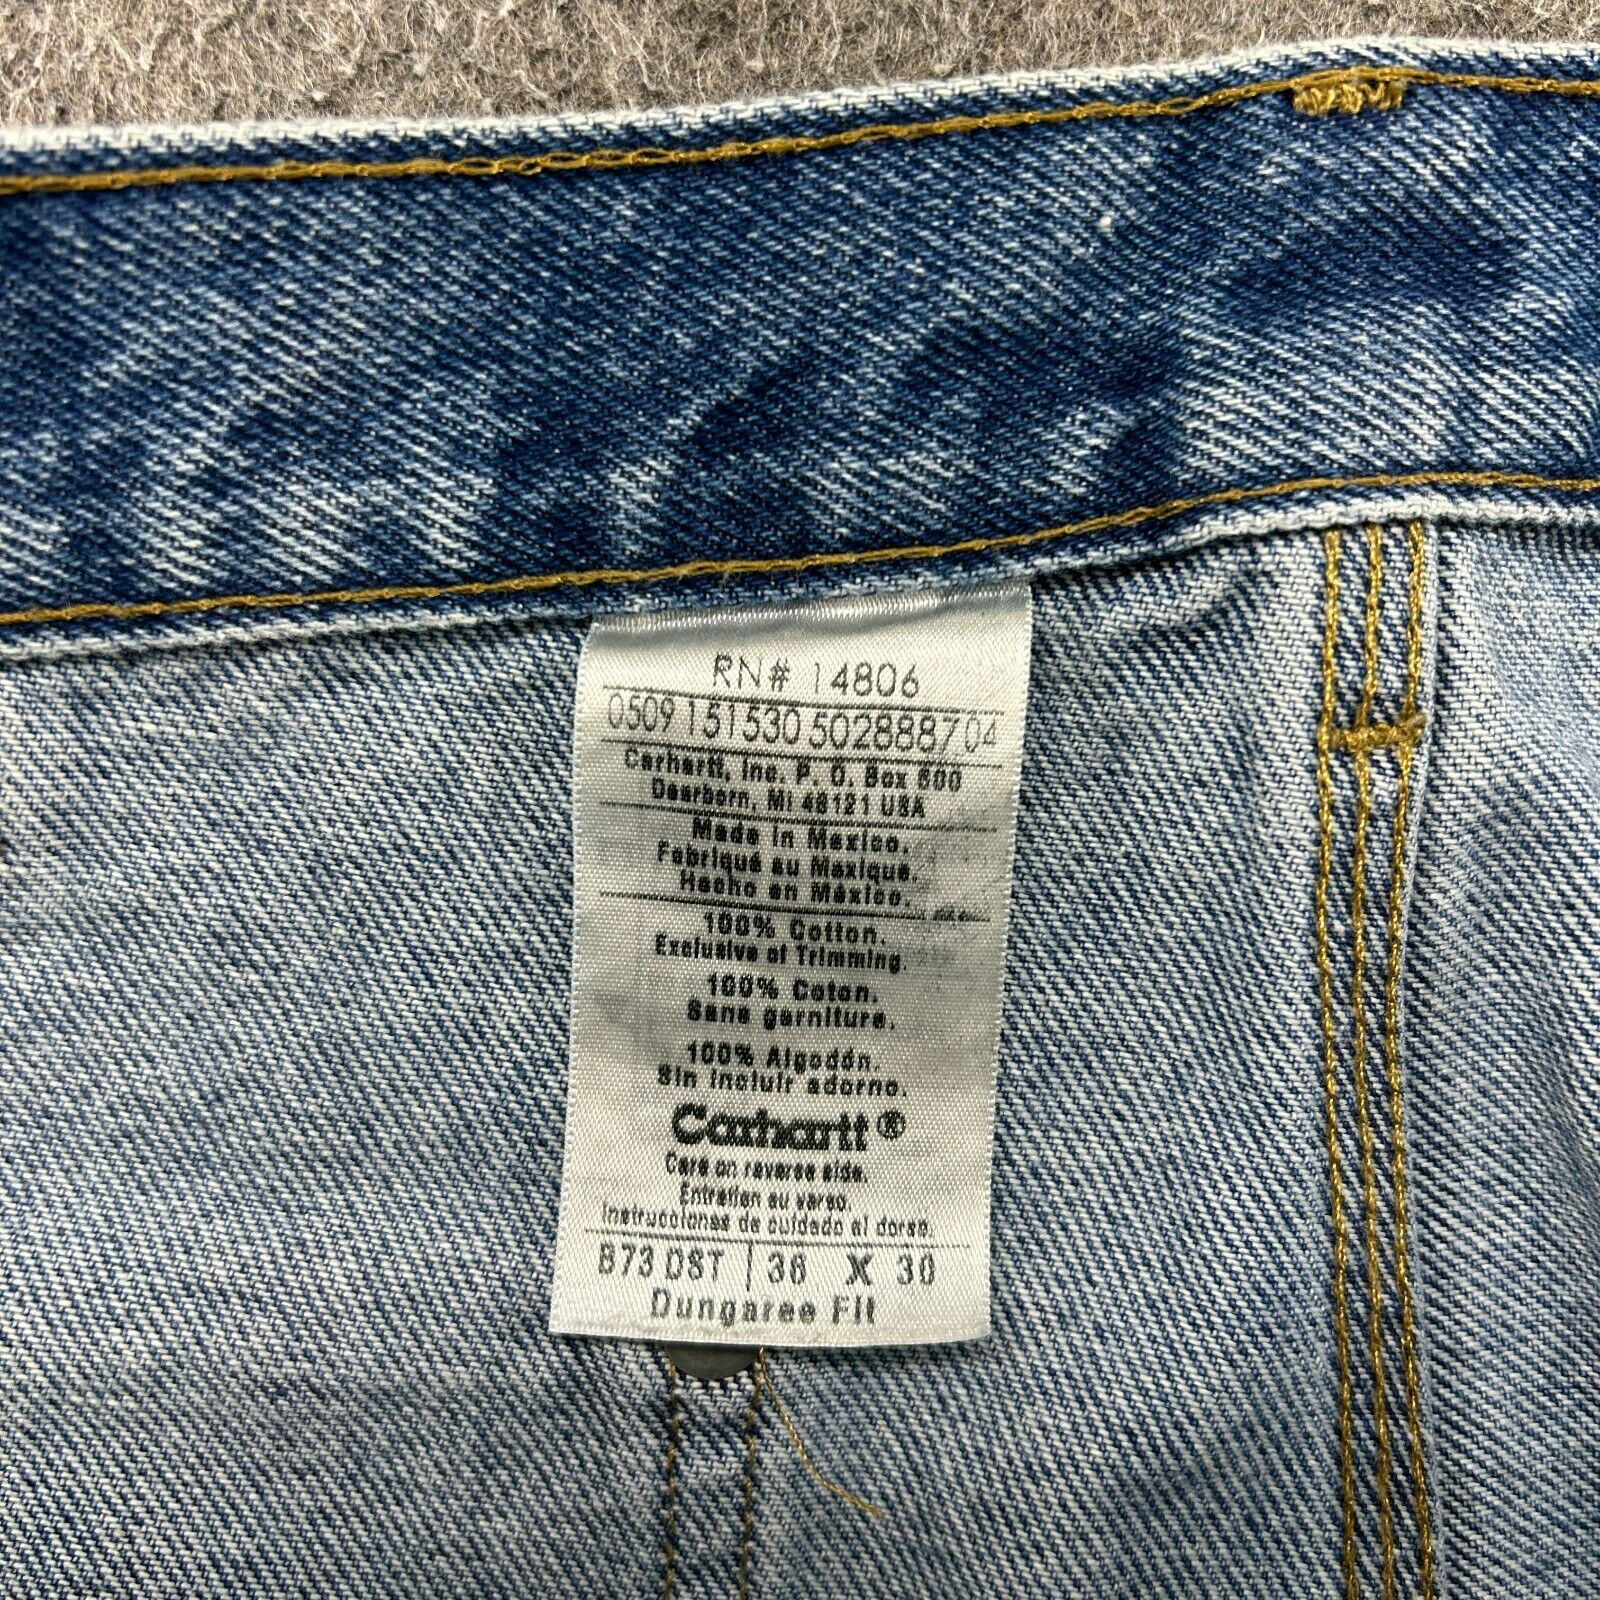 RN# 14806
0509 151530 502888704
Carhartt, Inc. P. O. Box 600
Dearborn, MI 48121 USA
Made in Mexico.
Fabriqué au Mexique.
Hecho en México.
100% Cotton.
Exclusive of Trimming.
100% Coton.
Sans garniture.
100% Algodón.
Sin incluir adorno.
Carhartt®
Care on reverse side.
Entretien au verso.
Instrucciones de cuidado al dorso.
B73 DST | 36 X 30
Dungaree Fit